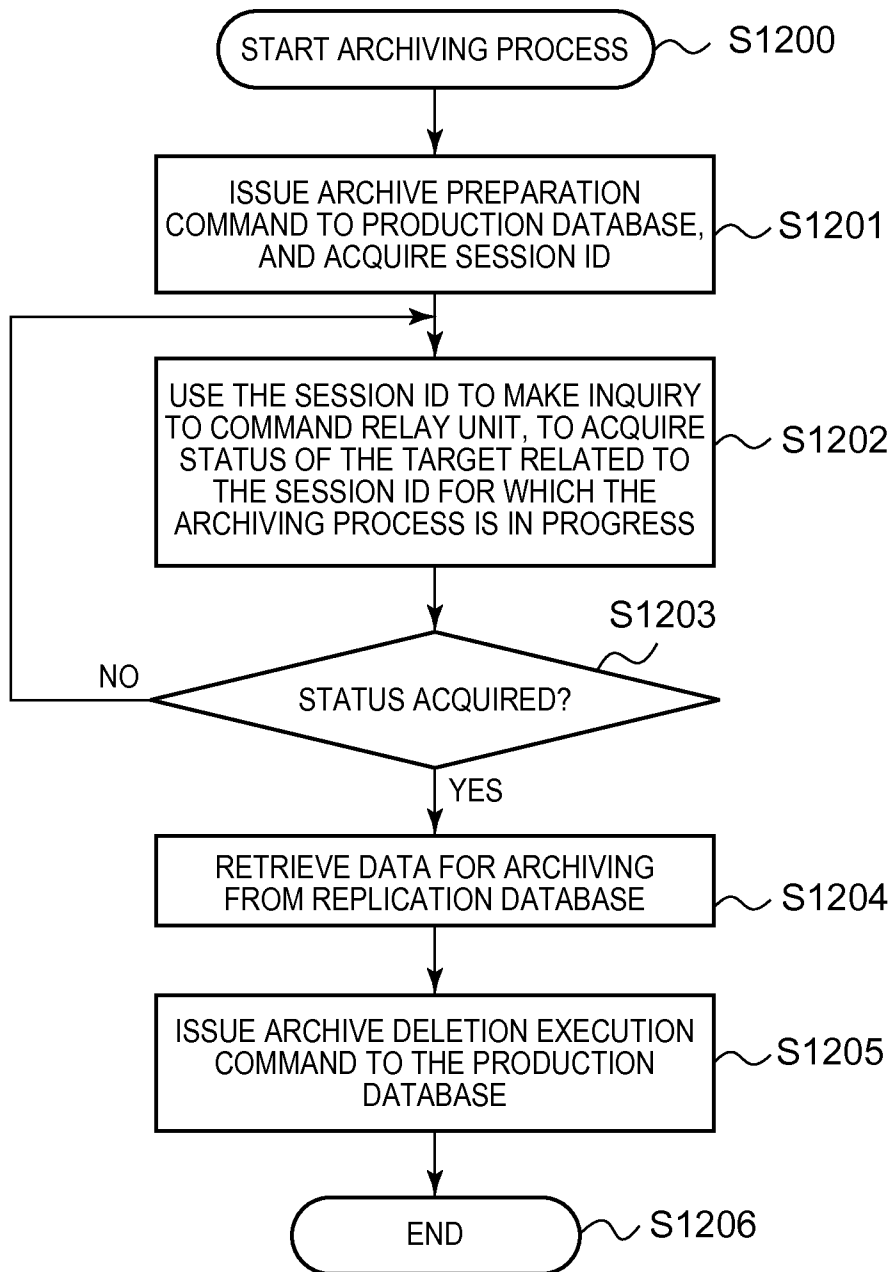 START ARCHIVING PROCESS
S1200
ISSUE ARCHIVE PREPARATION
COMMAND TO PRODUCTION DATABASE,
AND ACQUIRE SESSION ID
S1201
USE THE SESSION ID TO MAKE INQUIRY
TO COMMAND RELAY UNIT, TO ACQUIRE
STATUS OF THE TARGET RELATED TO
THE SESSION ID FOR WHICH THE
ARCHIVING PROCESS IS IN PROGRESS
S1202
S1203
NO
STATUS ACQUIRED?
YES
RETRIEVE DATA FOR ARCHIVING
FROM REPLICATION DATABASE
S1204
ISSUE ARCHIVE DELETION EXECUTION
COMMAND TO THE PRODUCTION
DATABASE
S1205
END
S1206